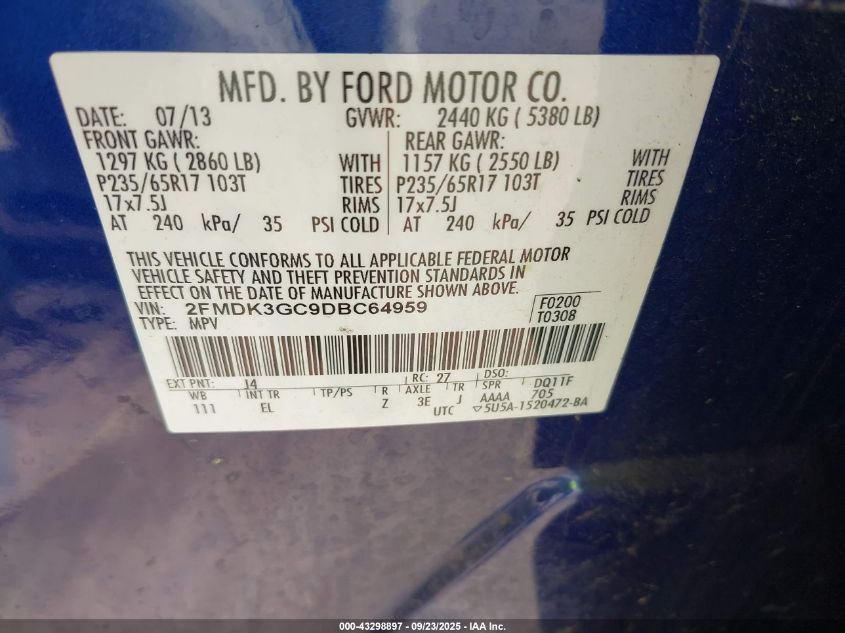 MFD. BY FORD MOTOR CO.
DATE: 07/13 GVWR: 2440 KG ( 5380 LB)
FRONT GAWR: REAR GAWR:
1297 KG ( 2860 LB) WITH 1157 KG ( 2550 LB) WITH
P235/65R17 103T TIRES P235/65R17 103T TIRES
17x7.5J RIMS 17x7.5J RIMS
AT 240 kPa/ 35 PSI COLD AT 240 kPa/ 35 PSI COLD
THIS VEHICLE CONFORMS TO ALL APPLICABLE FEDERAL MOTOR
VEHICLE SAFETY AND THEFT PREVENTION STANDARDS IN
EFFECT ON THE DATE OF MANUFACTURE SHOWN ABOVE.
VIN: 2FMDK3GC9DBC64959 F0200
TYPE: MPV T0308
EXT PNT: J4 RC: 27 DSO:
WB INT TR TP/PS R AXLE TR SPR DQ11F
111 EL Z 3E J AAAA 705
UTC ▽5U5A-1520472-BA
000-43298897 - 09/23/2025 - IAA Inc.